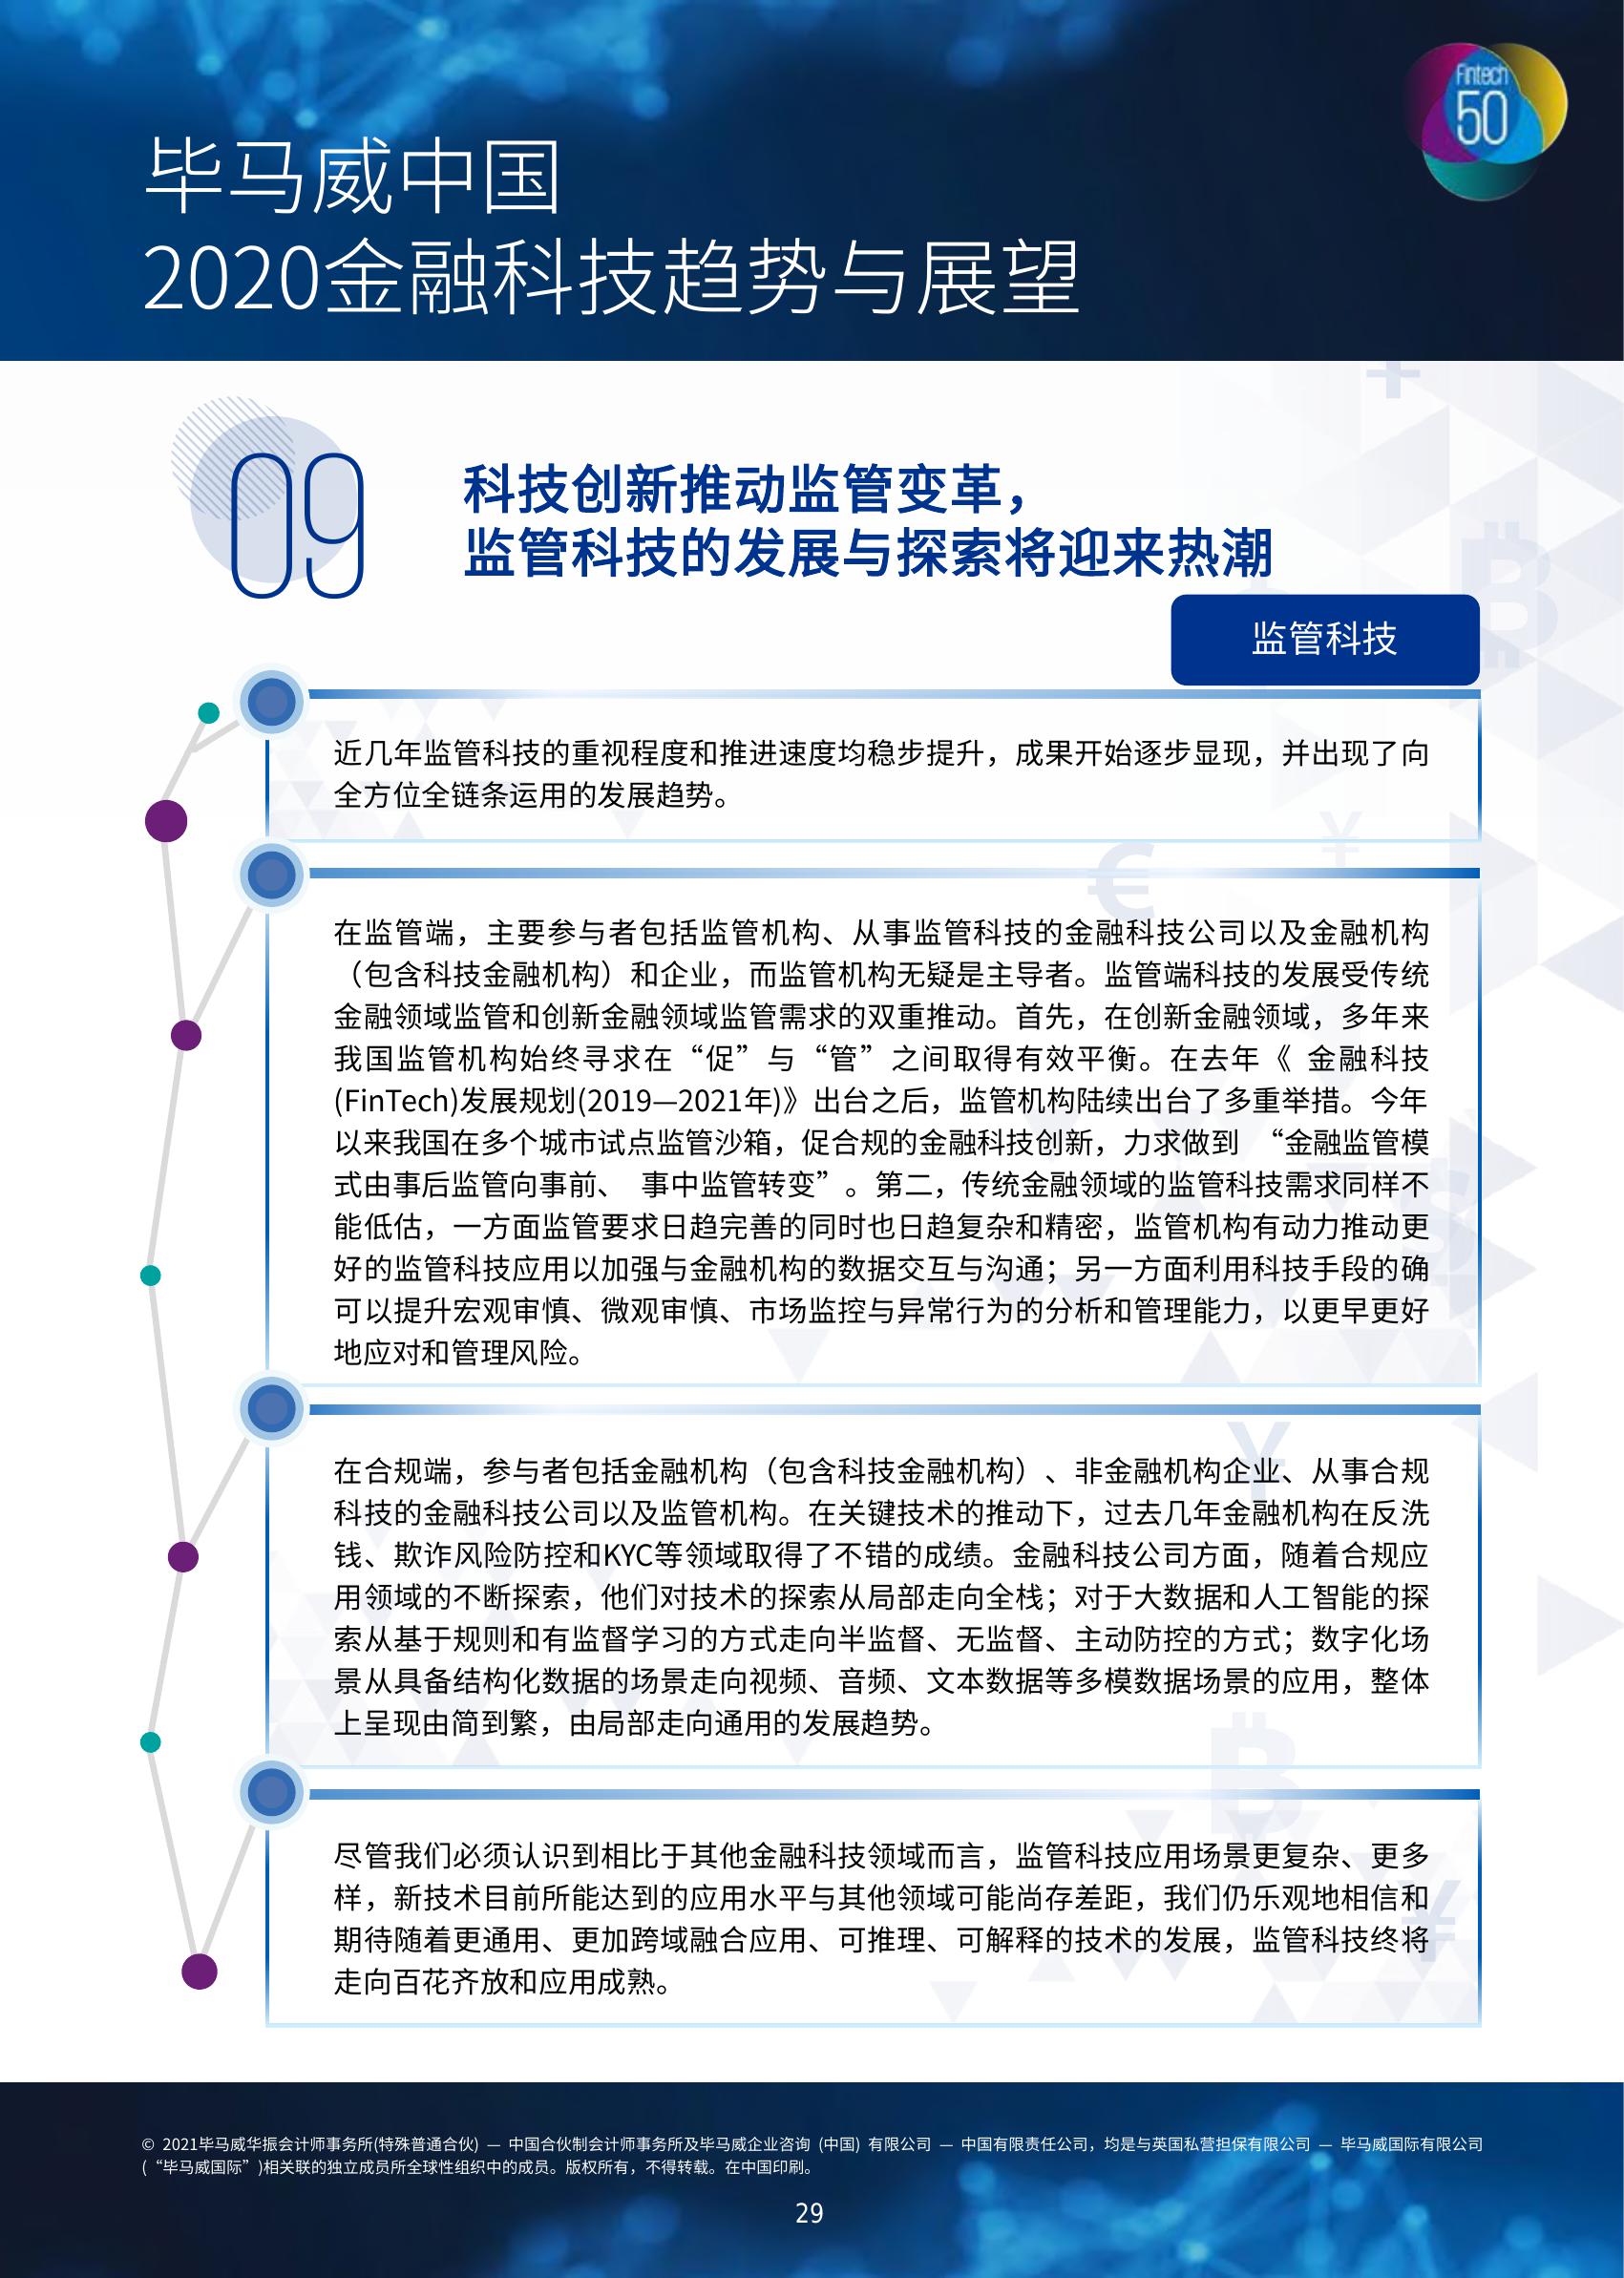 Fintech
50
毕马威中国
2020金融科技趋势与展望
09
科技创新推动监管变革，
监管科技的发展与探索将迎来热潮
监管科技
近几年监管科技的重视程度和推进速度均稳步提升，成果开始逐步显现，并出现了向
全方位全链条运用的发展趋势。
在监管端，主要参与者包括监管机构、从事监管科技的金融科技公司以及金融机构
（包含科技金融机构）和企业，而监管机构无疑是主导者。监管端科技的发展受传统
金融领域监管和创新金融领域监管需求的双重推动。首先，在创新金融领域，多年来
我国监管机构始终寻求在“促”与“管”之间取得有效平衡。在去年《 金融科技
(FinTech)发展规划(2019—2021年)》出台之后，监管机构陆续出台了多重举措。今年
以来我国在多个城市试点监管沙箱，促合规的金融科技创新，力求做到 “金融监管模
式由事后监管向事前、 事中监管转变”。第二，传统金融领域的监管科技需求同样不
能低估，一方面监管要求日趋完善的同时也日趋复杂和精密，监管机构有动力推动更
好的监管科技应用以加强与金融机构的数据交互与沟通；另一方面利用科技手段的确
可以提升宏观审慎、微观审慎、市场监控与异常行为的分析和管理能力，以更早更好
地应对和管理风险。
在合规端，参与者包括金融机构（包含科技金融机构）、非金融机构企业、从事合规
科技的金融科技公司以及监管机构。在关键技术的推动下，过去几年金融机构在反洗
钱、欺诈风险防控和KYC等领域取得了不错的成绩。金融科技公司方面，随着合规应
用领域的不断探索，他们对技术的探索从局部走向全栈；对于大数据和人工智能的探
索从基于规则和有监督学习的方式走向半监督、无监督、主动防控的方式；数字化场
景从具备结构化数据的场景走向视频、音频、文本数据等多模数据场景的应用，整体
上呈现由简到繁，由局部走向通用的发展趋势。
尽管我们必须认识到相比于其他金融科技领域而言，监管科技应用场景更复杂、更多
样，新技术目前所能达到的应用水平与其他领域可能尚存差距，我们仍乐观地相信和
期待随着更通用、更加跨域融合应用、可推理、可解释的技术的发展，监管科技终将
走向百花齐放和应用成熟。
© 2021毕马威华振会计师事务所(特殊普通合伙) — 中国合伙制会计师事务所及毕马威企业咨询 (中国) 有限公司 — 中国有限责任公司，均是与英国私营担保有限公司 — 毕马威国际有限公司
(“毕马威国际”)相关联的独立成员所全球性组织中的成员。版权所有，不得转载。在中国印刷。
29